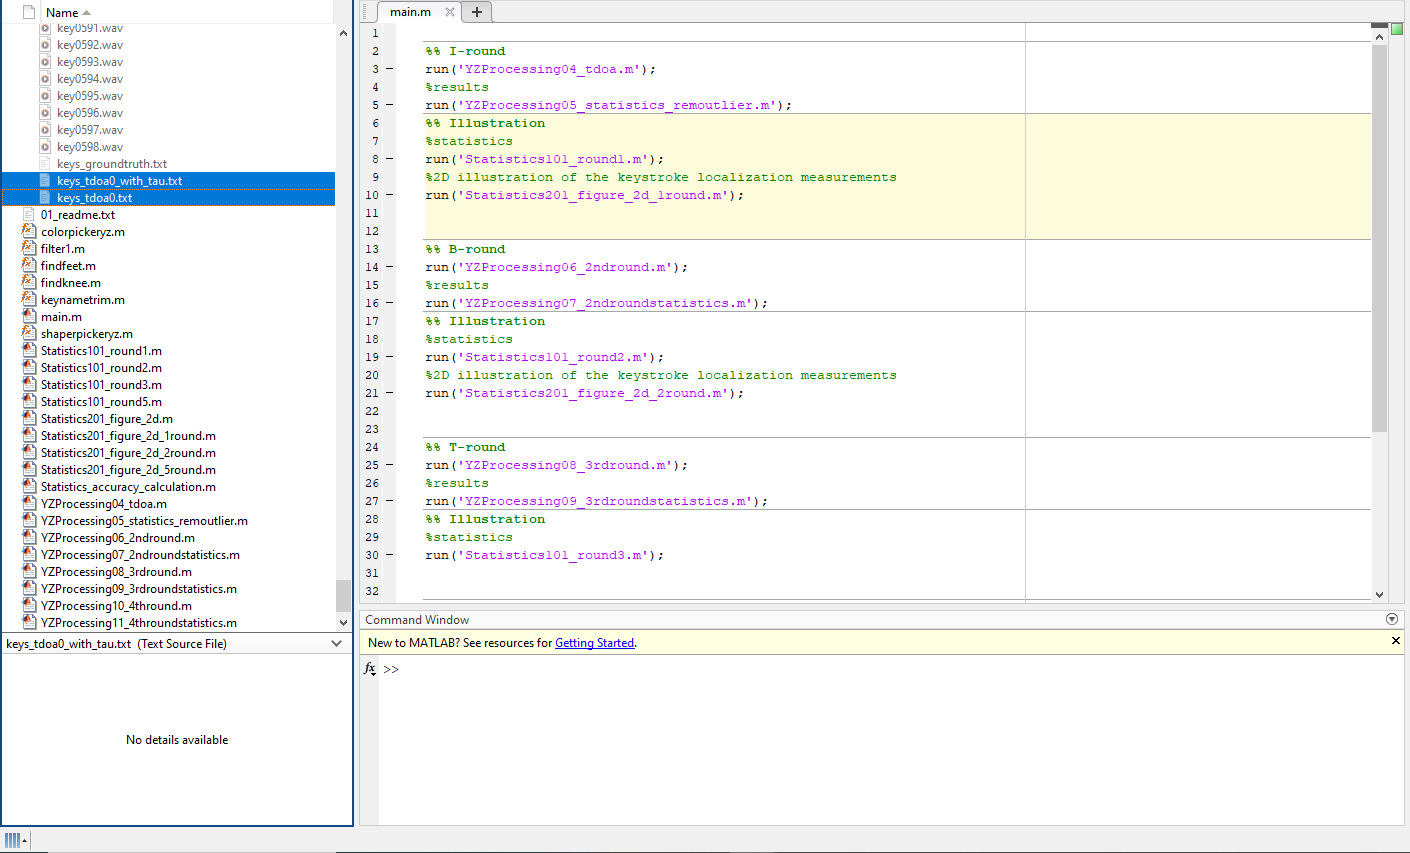 Name
key0591.wav
key0592.wav
key0593.wav
key0594.wav
key0595.wav
key0596.wav
key0597.wav
key0598.wav
keys_groundtruth.txt
keys_tdoa0_with_tau.txt
keys_tdoa0.txt
01_readme.txt
colorpickeryz.m
filter1.m
findfeet.m
findknee.m
keynametrim.m
main.m
shaperpickeryz.m
Statistics101_round1.m
Statistics101_round2.m
Statistics101_round3.m
Statistics101_round5.m
Statistics201_figure_2d.m
Statistics201_figure_2d_1round.m
Statistics201_figure_2d_2round.m
Statistics201_figure_2d_5round.m
Statistics_accuracy_calculation.m
YZProcessing04_tdoa.m
YZProcessing05_statistics_remoutlier.m
YZProcessing06_2ndround.m
YZProcessing07_2ndroundstatistics.m
YZProcessing08_3rdround.m
YZProcessing09_3rdroundstatistics.m
YZProcessing10_4thround.m
YZProcessing11_4throundstatistics.m
keys_tdoa0_with_tau.txt (Text Source File)
No details available
main.m
1
2 %% I-round
3 run('YZProcessing04_tdoa.m');
4 %results
5 run('YZProcessing05_statistics_remoutlier.m');
6 %% Illustration
7 %statistics
8 run('Statistics101_round1.m');
9 %2D illustration of the keystroke localization measurements
10 run('Statistics201_figure_2d_1round.m');
11
12
13 %% B-round
14 run('YZProcessing06_2ndround.m');
15 %results
16 run('YZProcessing07_2ndroundstatistics.m');
17 %% Illustration
18 %statistics
19 run('Statistics101_round2.m');
20 %2D illustration of the keystroke localization measurements
21 run('Statistics201_figure_2d_2round.m');
22
23
24 %% T-round
25 run('YZProcessing08_3rdround.m');
26 %results
27 run('YZProcessing09_3rdroundstatistics.m');
28 %% Illustration
29 %statistics
30 run('Statistics101_round3.m');
31
32
Command Window
New to MATLAB? See resources for Getting Started.
fx >>